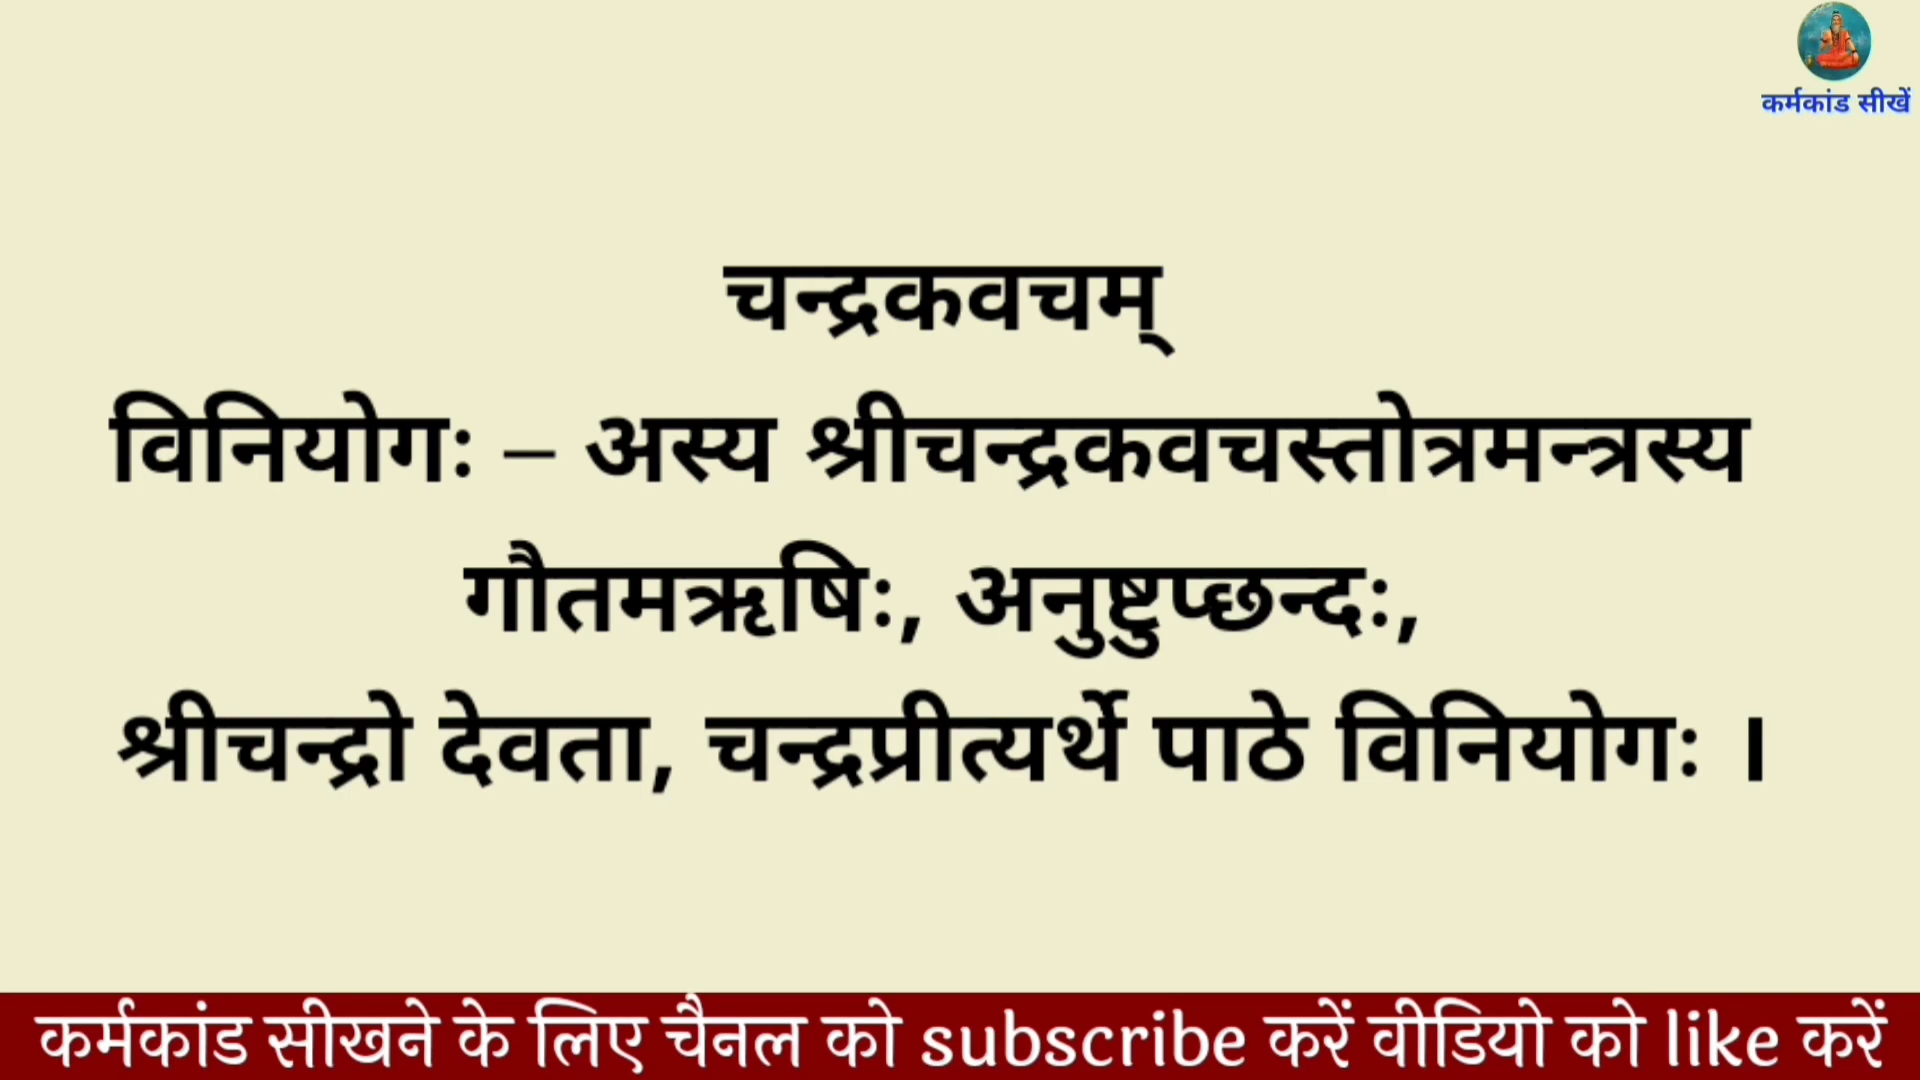 कर्मकांड सीखें
चन्द्रकवचम्
विनियोगः – अस्य श्रीचन्द्रकवचस्तोत्रमन्त्रस्य
गौतमऋषिः, अनुष्टुप्छन्दः,
श्रीचन्द्रो देवता, चन्द्रप्रीत्यर्थे पाठे विनियोगः ।
कर्मकांड सीखने के लिए चैनल को subscribe करें वीडियो को like करें